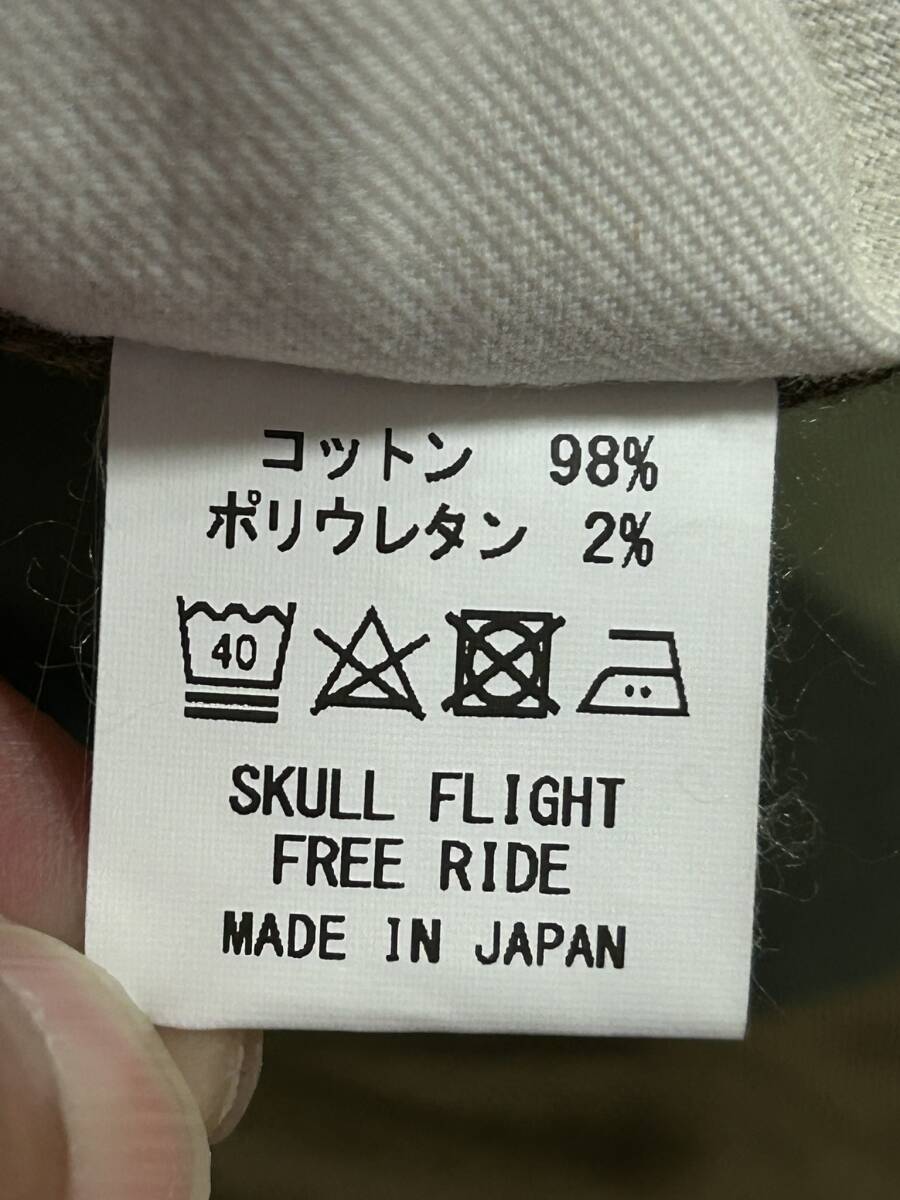 コットン 98%
ポリウレタン 2%
40
SKULL FLIGHT
FREE RIDE
MADE IN JAPAN